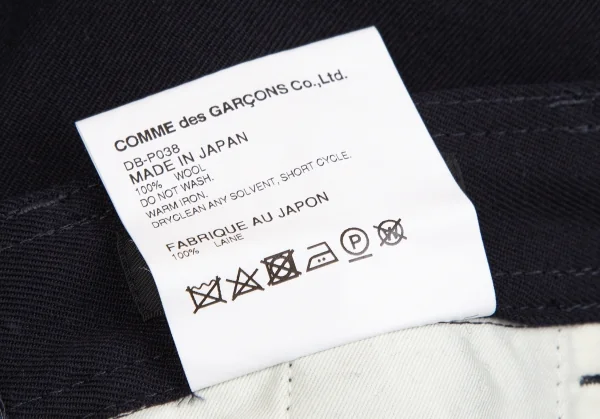 COMME des GARÇONS Co.,Ltd.
DB-P038
MADE IN JAPAN
100% WOOL
DO NOT WASH.
WARM IRON.
DRYCLEAN ANY SOLVENT, SHORT CYCLE.
FABRIQUE AU JAPON
100% LAINE
P W